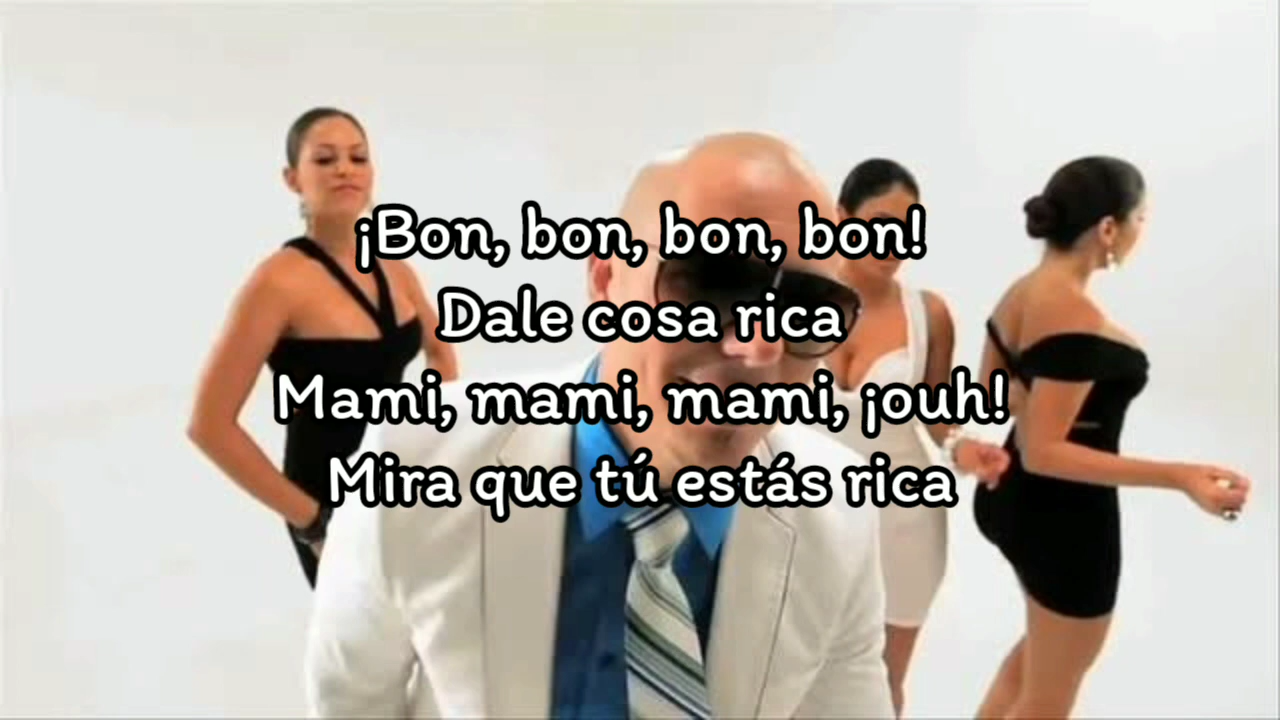 ¡Bon, bon, bon, bon!
Dale cosa rica
Mami, mami, mami, ¡ouh!
Mira que tú estás rica